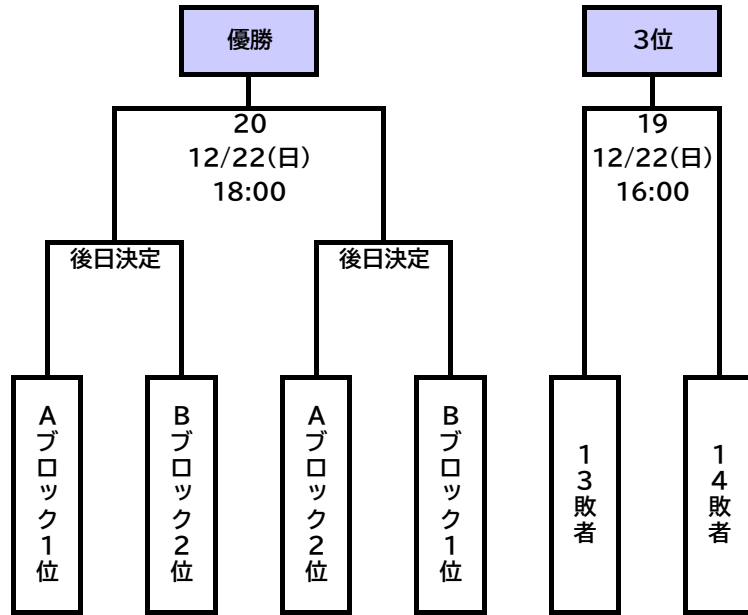 優勝
3位
20
12/22(日)
18:00
19
12/22(日)
16:00
後日決定
後日決定
Aブロック1位
Bブロック2位
Aブロック2位
Bブロック1位
13敗者
14敗者